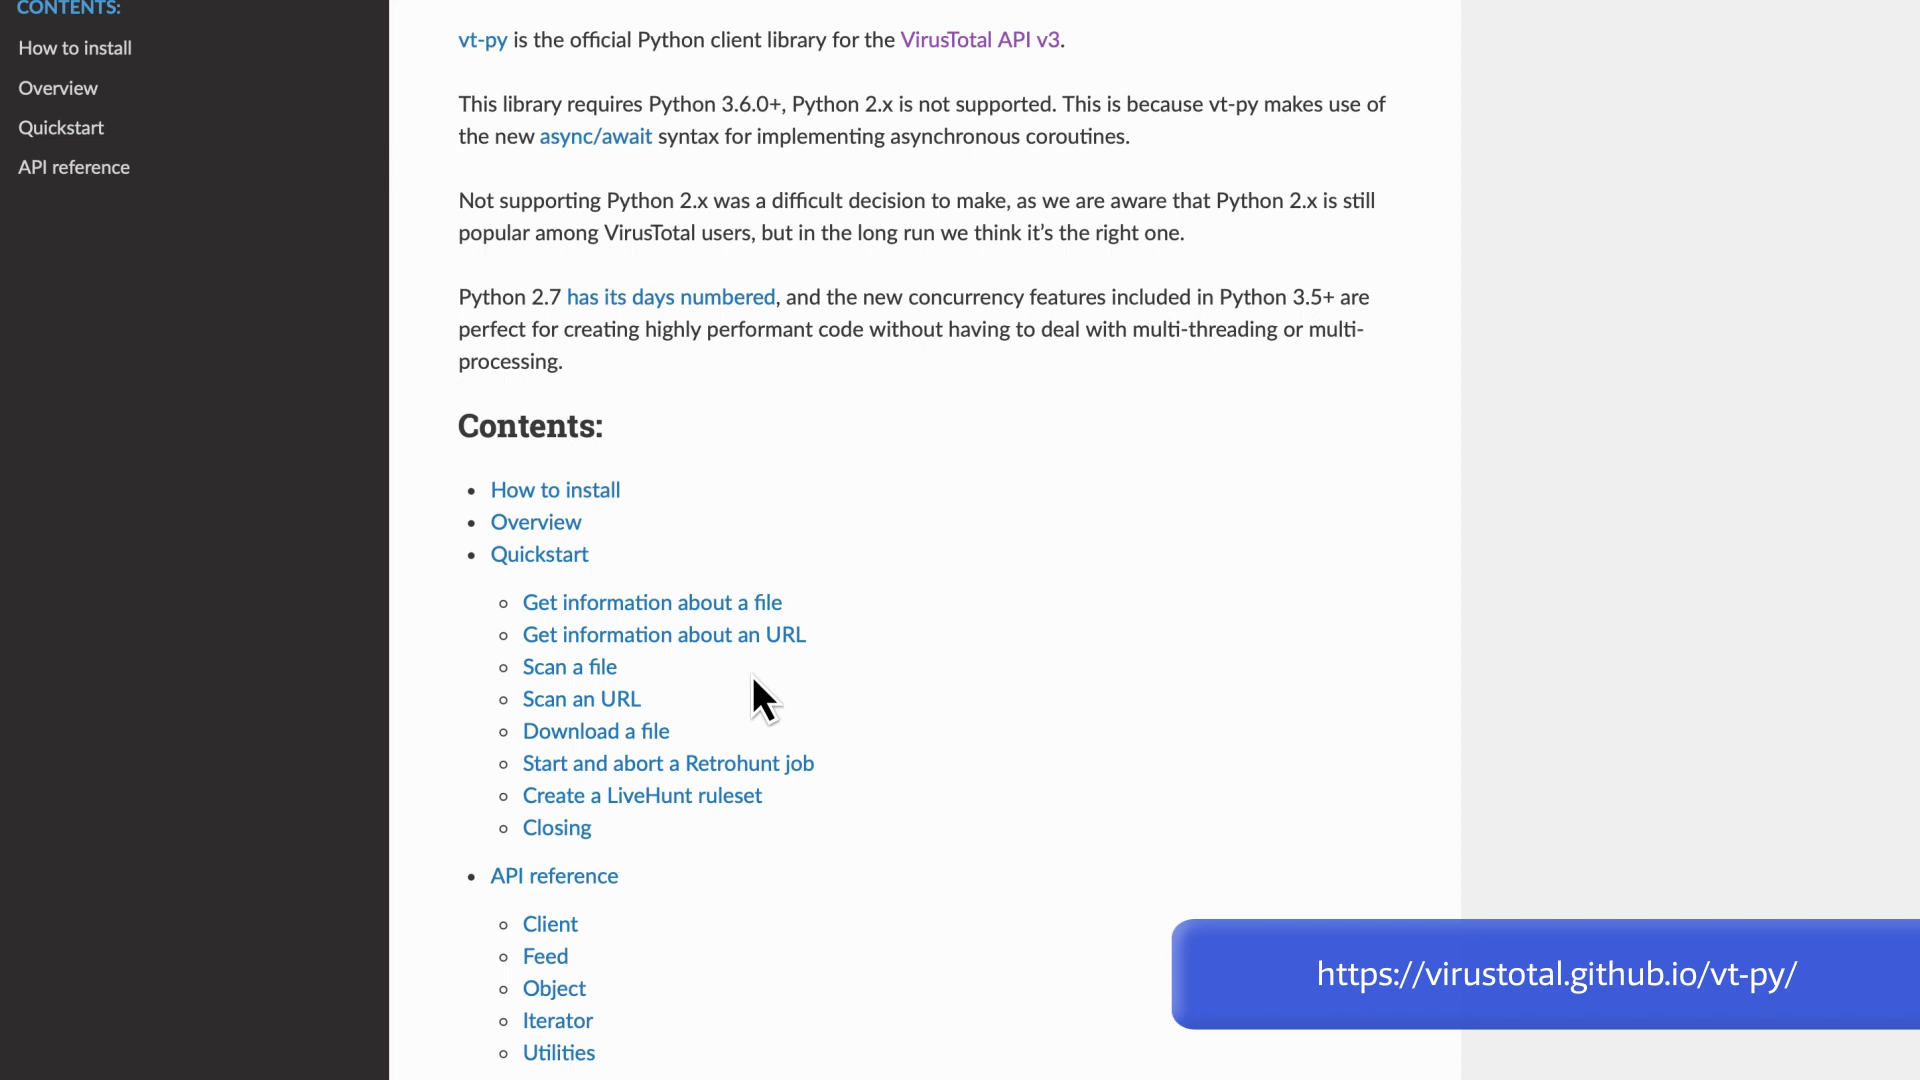 CONTENTS:
How to install
Overview
Quickstart
API reference
vt-py is the official Python client library for the VirusTotal API v3.
This library requires Python 3.6.0+, Python 2.x is not supported. This is because vt-py makes use of
the new async/await syntax for implementing asynchronous coroutines.
Not supporting Python 2.x was a difficult decision to make, as we are aware that Python 2.x is still
popular among VirusTotal users, but in the long run we think it’s the right one.
Python 2.7 has its days numbered, and the new concurrency features included in Python 3.5+ are
perfect for creating highly performant code without having to deal with multi-threading or multi-
processing.
Contents:
• How to install
• Overview
• Quickstart
◦ Get information about a file
◦ Get information about an URL
◦ Scan a file
◦ Scan an URL
◦ Download a file
◦ Start and abort a Retrohunt job
◦ Create a LiveHunt ruleset
◦ Closing
• API reference
◦ Client
◦ Feed
◦ Object
◦ Iterator
◦ Utilities
https://virustotal.github.io/vt-py/